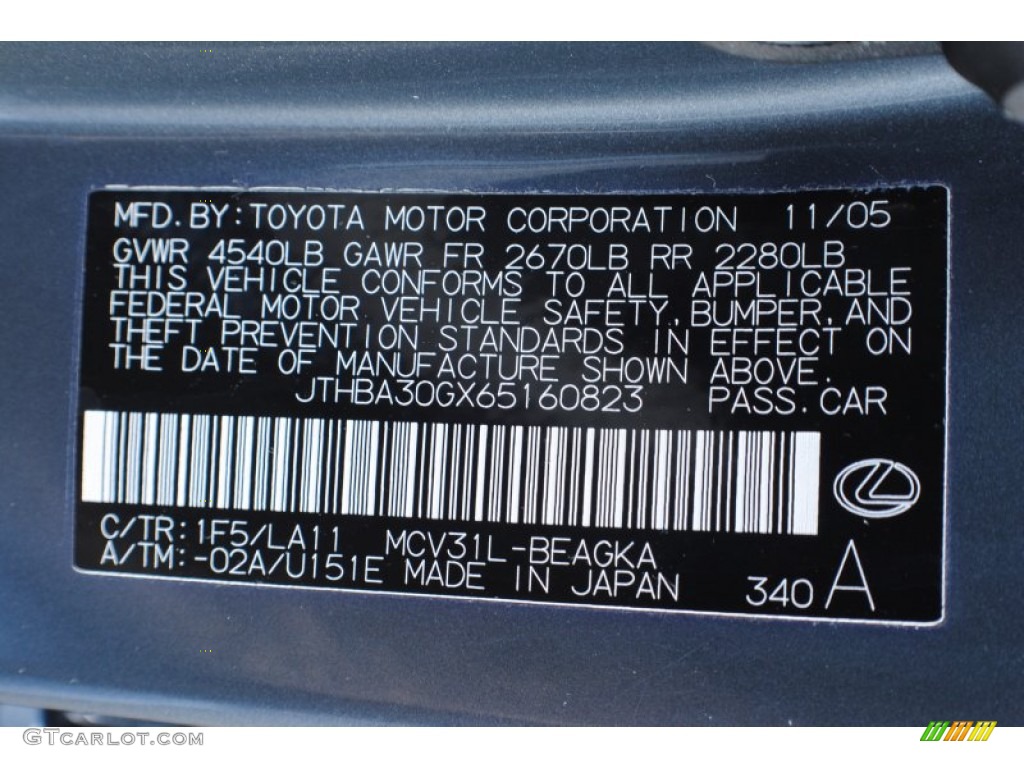 MFD. BY: TOYOTA MOTOR CORPORATION 11/05
GVWR 4540LB GAWR FR 2670LB RR 2280LB
THIS VEHICLE CONFORMS TO ALL APPLICABLE
FEDERAL MOTOR VEHICLE SAFETY, BUMPER, AND
THEFT PREVENTION STANDARDS IN EFFECT ON
THE DATE OF MANUFACTURE SHOWN ABOVE.
JTHBA30GX65160823 PASS. CAR
C/TR: 1F5/LA11 MCV31L-BEAGKA
A/TM: -02A/U151E MADE IN JAPAN 340 A
GTCarLot.com